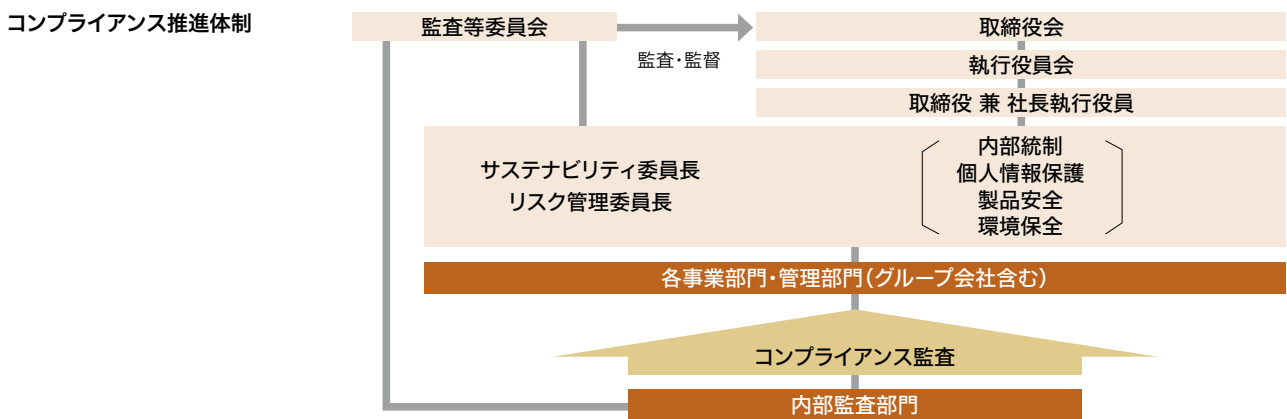 コンプライアンス推進体制
監査等委員会
監査・監督
取締役会
執行役員会
取締役 兼 社長執行役員
サステナビリティ委員長
リスク管理委員長
内部統制
個人情報保護
製品安全
環境保全
各事業部門・管理部門(グループ会社含む)
コンプライアンス監査
内部監査部門